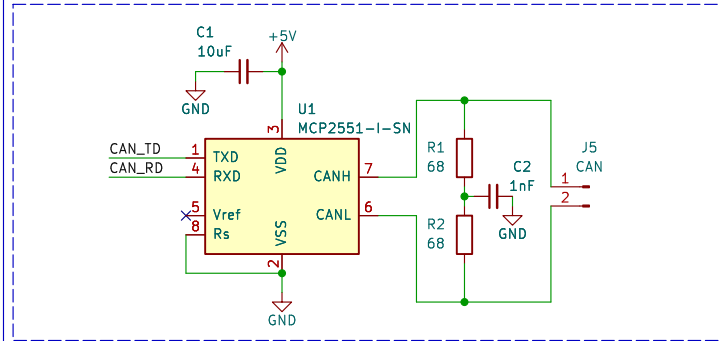 C1
10uF
+5V
GND
U1
MCP2551-I-SN
CAN_TD
CAN_RD
1
4
5
8
TXD
RXD
Vref
Rs
3
VDD
VSS
2
CANH
CANL
7
6
GND
R1
68
R2
68
C2
1nF
GND
J5
CAN
1
2